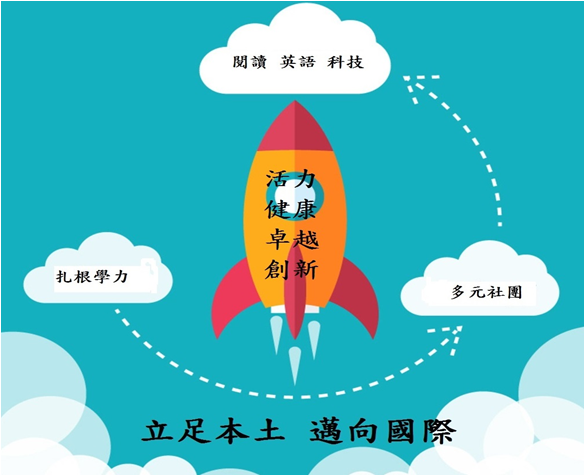 閱讀 英語 科技
活力
健康
卓越
創新
扎根學力
多元社團
立足本土 邁向國際